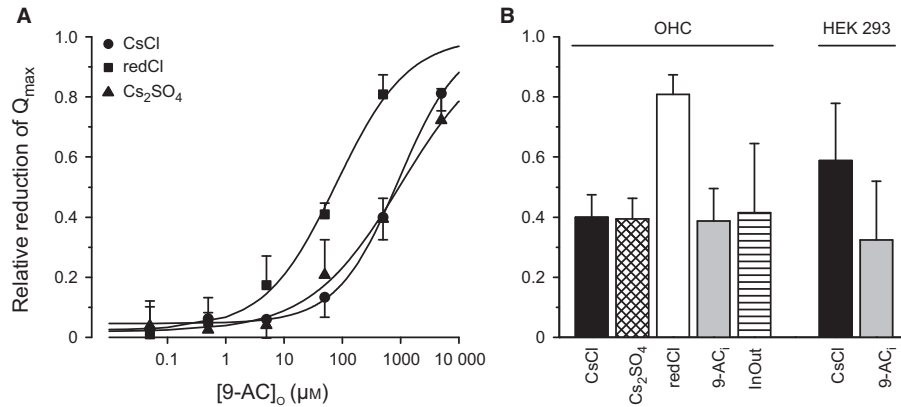 A
CsCl
redCl
Cs2SO4
1.0
0.8
0.6
0.4
0.2
0
Relative reduction of Qmax
0.1 1 10 100 1000 10 000
[9-AC]o (µM)
B
OHC HEK 293
1.0
0.8
0.6
0.4
0.2
0
CsCl
Cs2SO4
redCl
9-ACi
InOut
CsCl
9-ACi